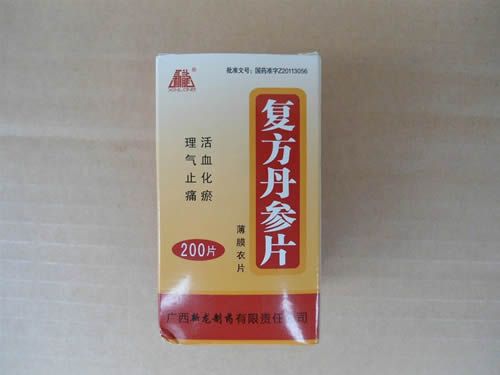 XINLONG®
批准文号：国药准字Z20113056
复方丹参片
活血化瘀
理气止痛
薄膜衣片
200片
广西新龙制药有限责任公司